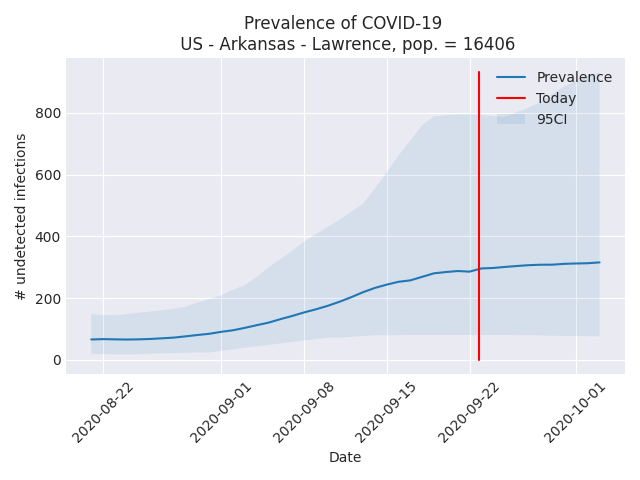 Prevalence of COVID-19
US - Arkansas - Lawrence, pop. = 16406
Prevalence
Today
95CI
# undetected infections
800
600
400
200
0
2020-08-22
2020-09-01
2020-09-08
2020-09-15
2020-09-22
2020-10-01
Date